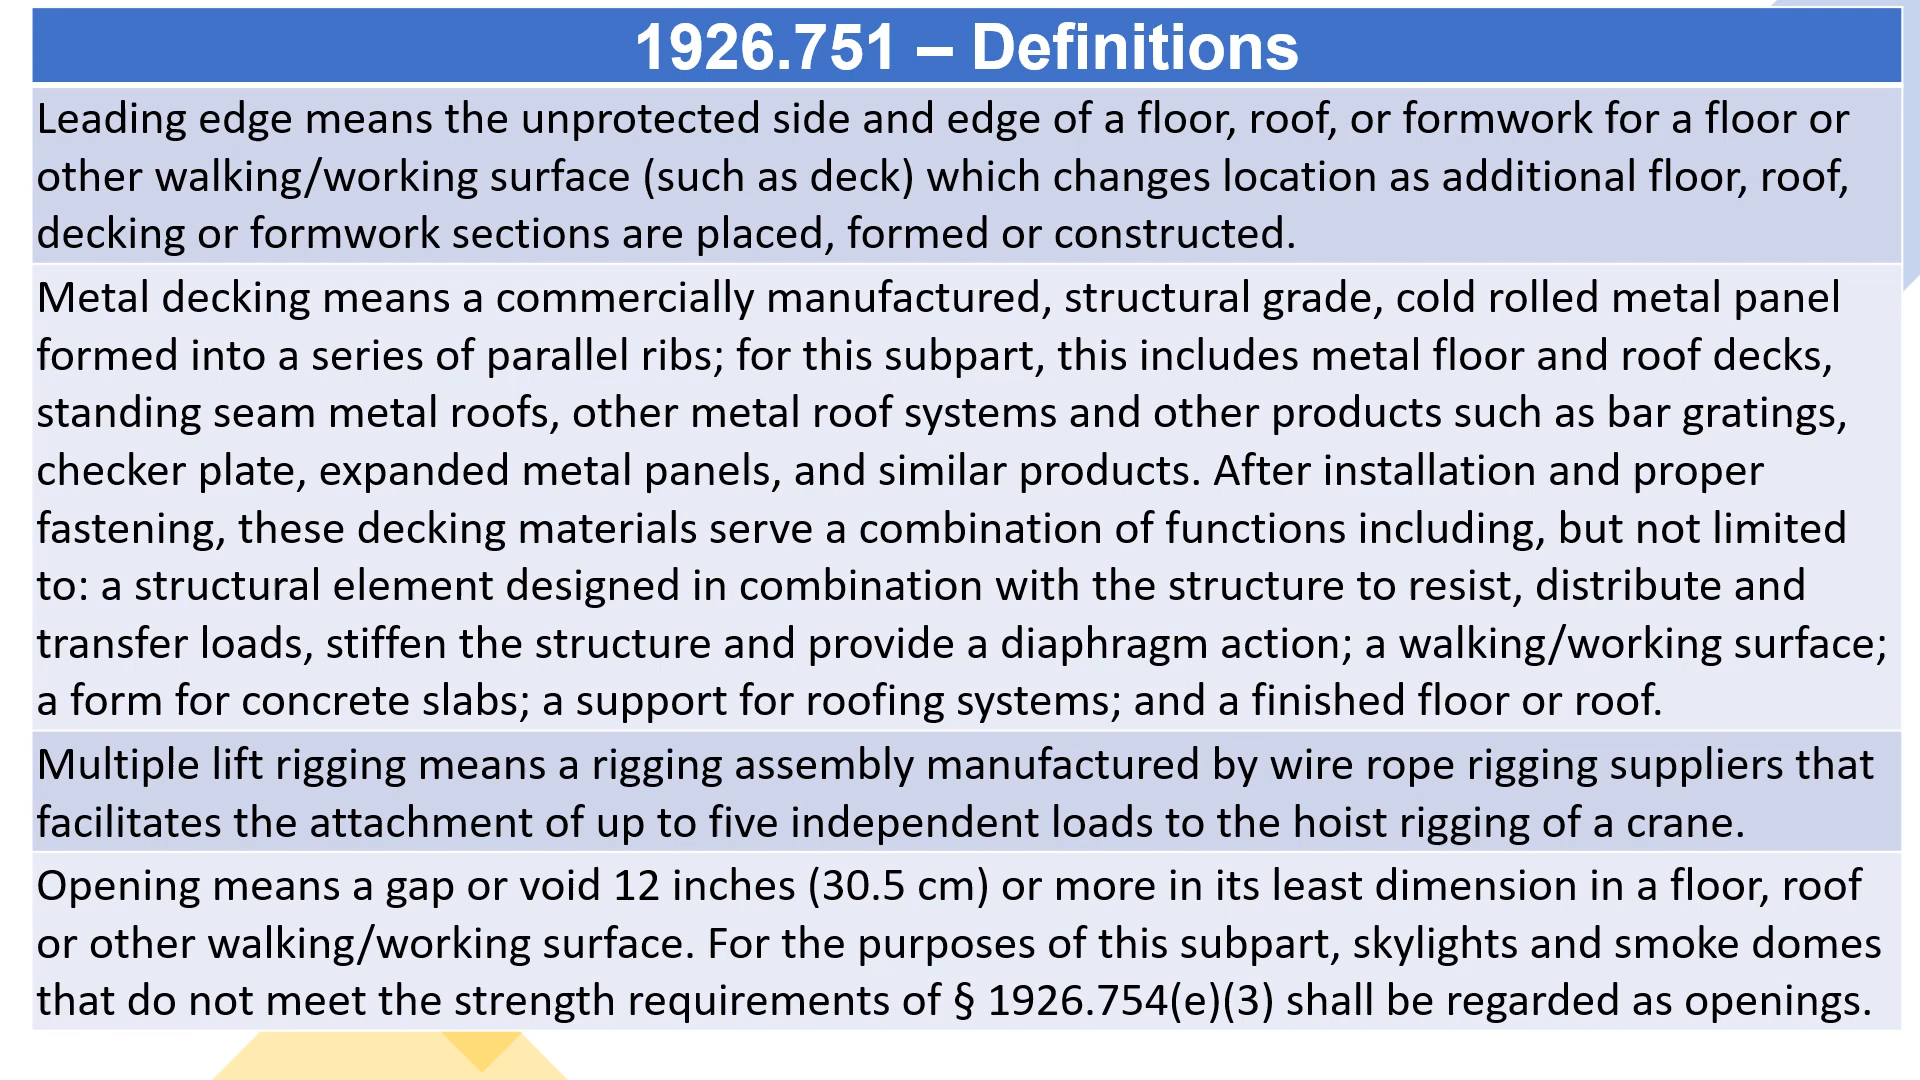 1926.751 – Definitions
Leading edge means the unprotected side and edge of a floor, roof, or formwork for a floor or
other walking/working surface (such as deck) which changes location as additional floor, roof,
decking or formwork sections are placed, formed or constructed.
Metal decking means a commercially manufactured, structural grade, cold rolled metal panel
formed into a series of parallel ribs; for this subpart, this includes metal floor and roof decks,
standing seam metal roofs, other metal roof systems and other products such as bar gratings,
checker plate, expanded metal panels, and similar products. After installation and proper
fastening, these decking materials serve a combination of functions including, but not limited
to: a structural element designed in combination with the structure to resist, distribute and
transfer loads, stiffen the structure and provide a diaphragm action; a walking/working surface;
a form for concrete slabs; a support for roofing systems; and a finished floor or roof.
Multiple lift rigging means a rigging assembly manufactured by wire rope rigging suppliers that
facilitates the attachment of up to five independent loads to the hoist rigging of a crane.
Opening means a gap or void 12 inches (30.5 cm) or more in its least dimension in a floor, roof
or other walking/working surface. For the purposes of this subpart, skylights and smoke domes
that do not meet the strength requirements of § 1926.754(e)(3) shall be regarded as openings.